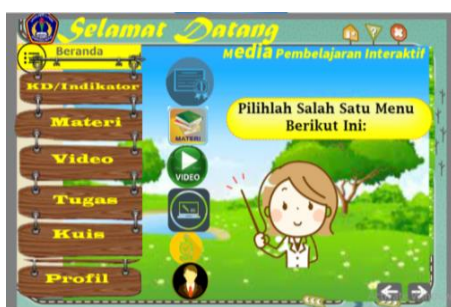 Selamat Datang
Beranda
Media Pembelajaran Interaktif
KD/Indikator
Materi
Video
Tugas
Kuis
Profil
MATERI
VIDEO
Pilihlah Salah Satu Menu
Berikut Ini:
?